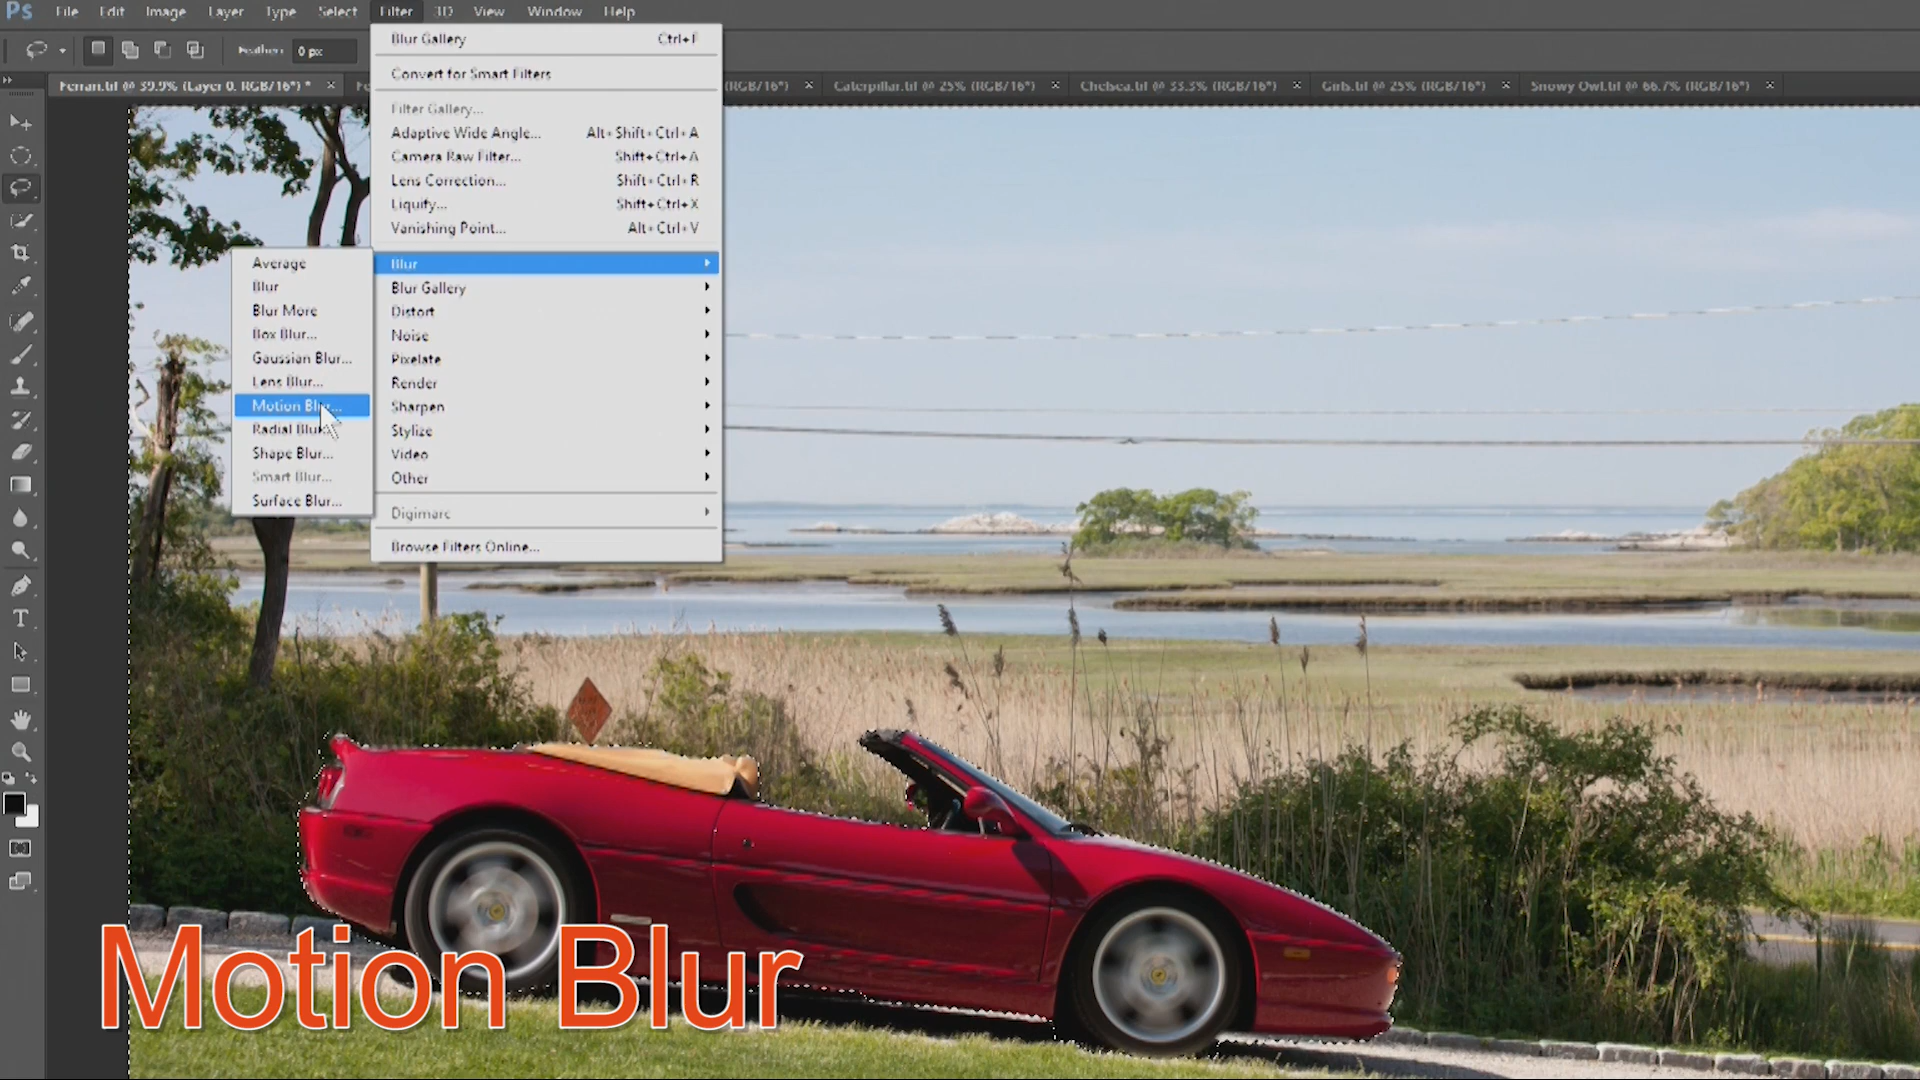 Ps File Edit Image Layer Type Select Filter 3D View Window Help
Feather: 0 px
Ferrari.tif @ 39.9% (Layer 0, RGB/16*) * × (RGB/16*) × Caterpillar.tif @ 25% (RGB/16*) × Chelsea.tif @ 33.3% (RGB/16*) × Girls.tif @ 25% (RGB/16*) × Snowy Owl.tif @ 66.7% (RGB/16*) ×
Blur Gallery Ctrl+F
Convert for Smart Filters
Filter Gallery...
Adaptive Wide Angle... Alt+Shift+Ctrl+A
Camera Raw Filter... Shift+Ctrl+A
Lens Correction... Shift+Ctrl+R
Liquify... Shift+Ctrl+X
Vanishing Point... Alt+Ctrl+V
Blur
Blur Gallery
Distort
Noise
Pixelate
Render
Sharpen
Stylize
Video
Other
Digimarc
Browse Filters Online...
Average
Blur
Blur More
Box Blur...
Gaussian Blur...
Lens Blur...
Motion Blur...
Radial Blur...
Shape Blur...
Smart Blur...
Surface Blur...
Motion Blur